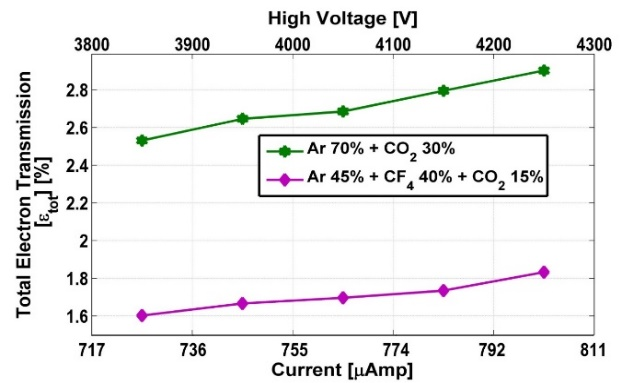 High Voltage [V]
3800 3900 4000 4100 4200 4300
Total Electron Transmission
[εtot] [%]
2.8
2.6
2.4
2.2
2
1.8
1.6
Ar 70% + CO2 30%
Ar 45% + CF4 40% + CO2 15%
717 736 755 774 792 811
Current [μAmp]